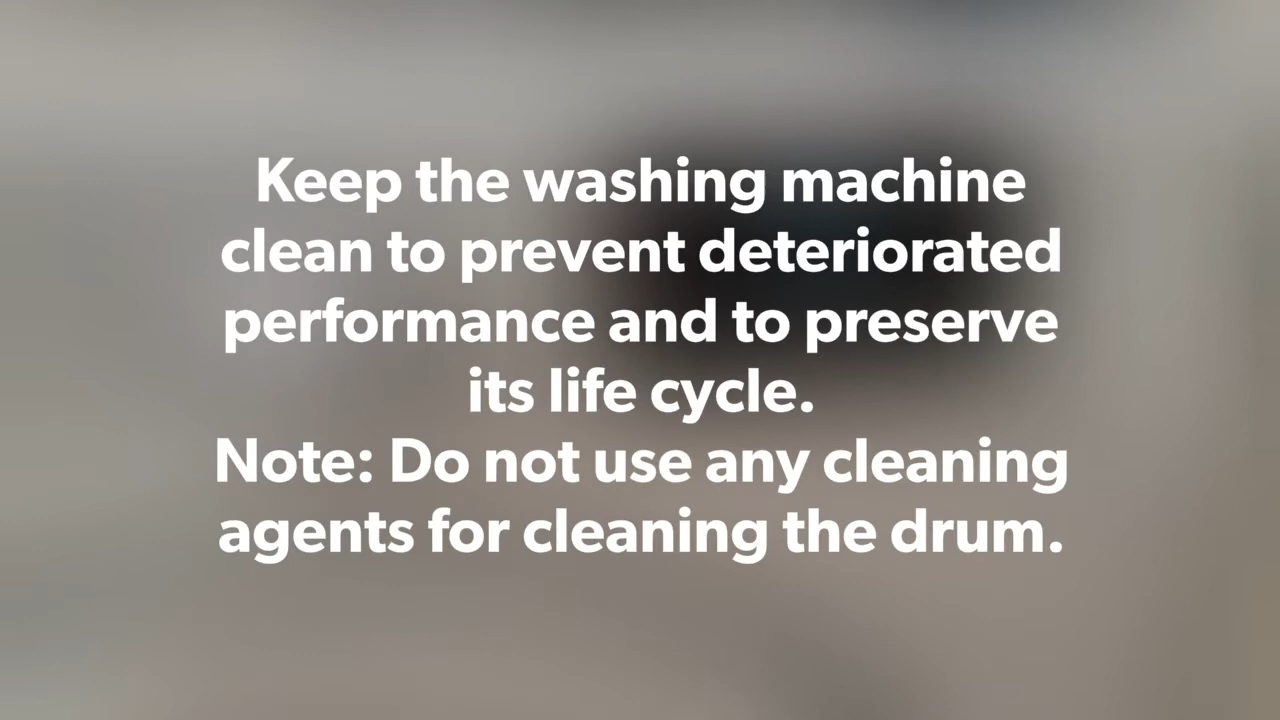 Keep the washing machine
clean to prevent deteriorated
performance and to preserve
its life cycle.
Note: Do not use any cleaning
agents for cleaning the drum.